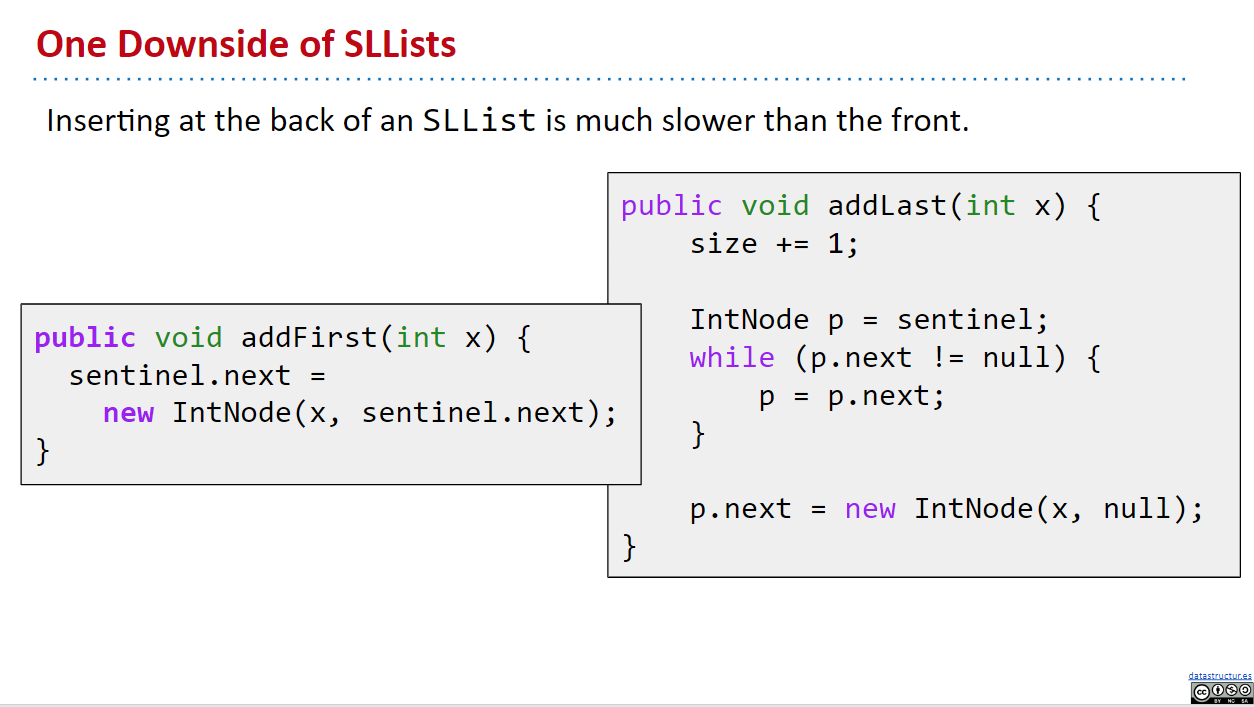 One Downside of SLLists
Inserting at the back of an SLList is much slower than the front.
public void addFirst(int x) {
  sentinel.next =
    new IntNode(x, sentinel.next);
}
public void addLast(int x) {
    size += 1;
    IntNode p = sentinel;
    while (p.next != null) {
        p = p.next;
    }
    p.next = new IntNode(x, null);
}
datastructur.es
CC
BY NC SA